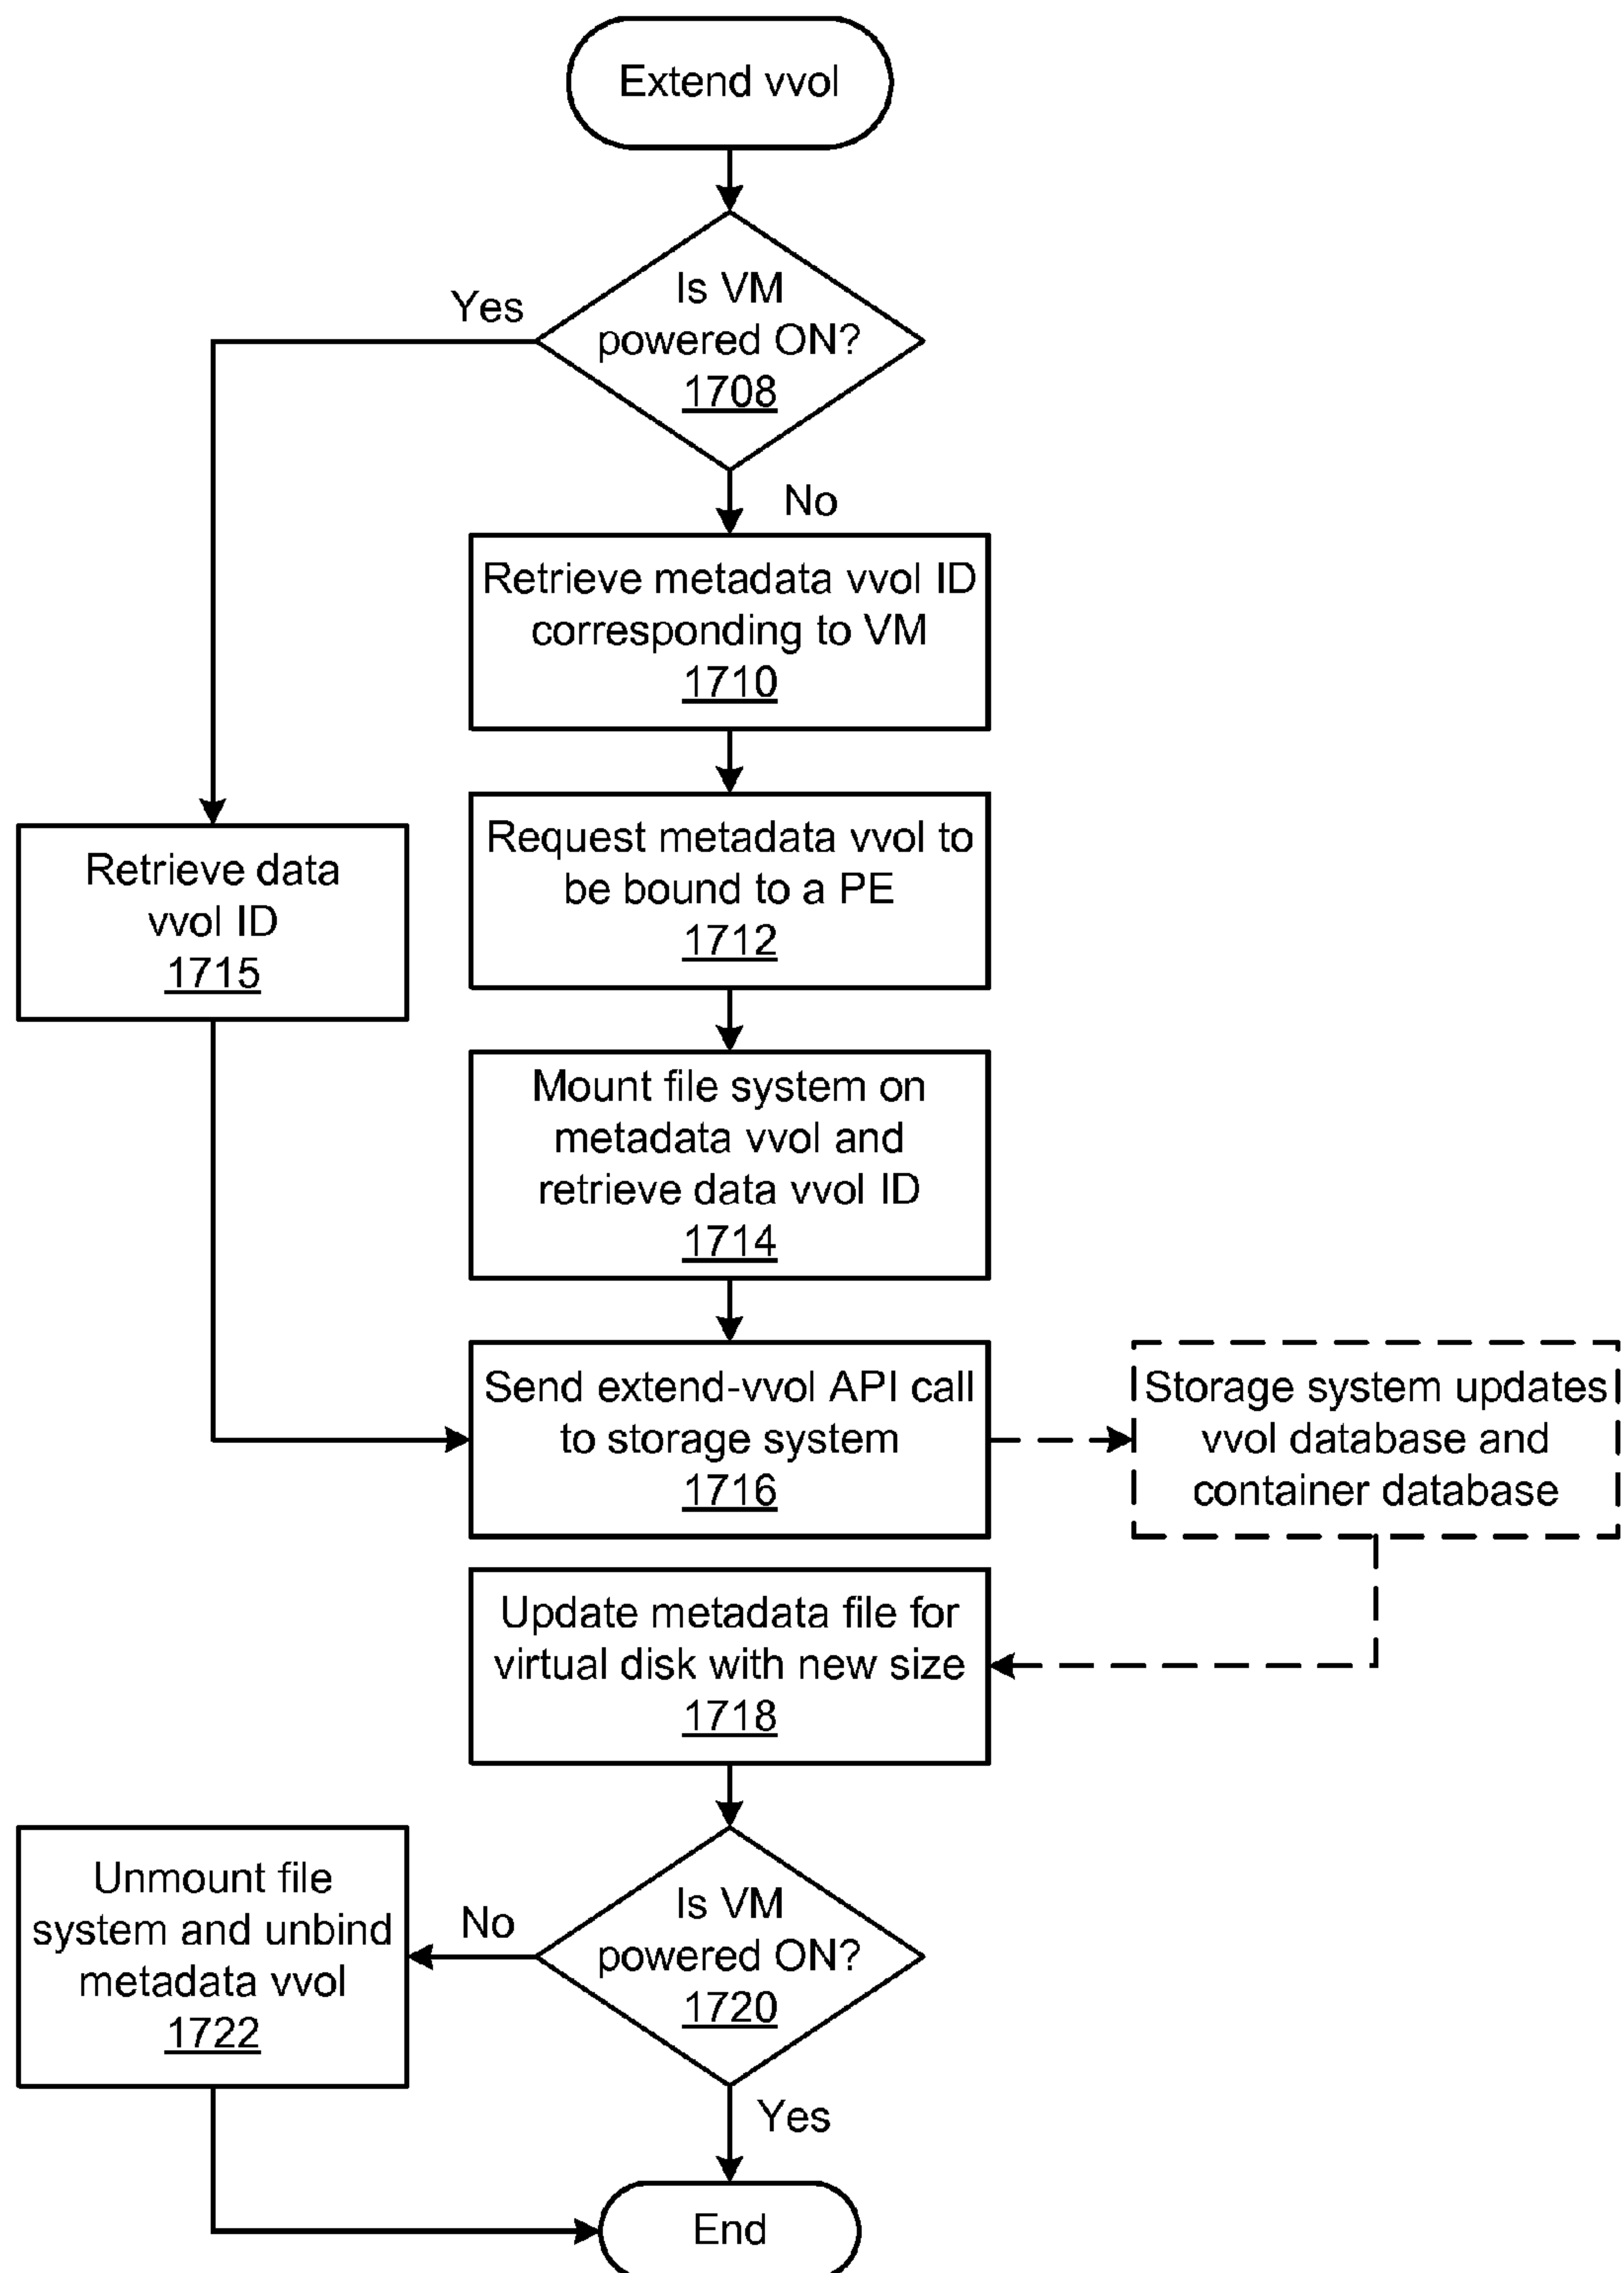 Extend vvol
Is VM
powered ON?
1708
Yes
No
Retrieve metadata vvol ID
corresponding to VM
1710
Request metadata vvol to
be bound to a PE
1712
Retrieve data
vvol ID
1715
Mount file system on
metadata vvol and
retrieve data vvol ID
1714
Send extend-vvol API call
to storage system
1716
Storage system updates
vvol database and
container database
Update metadata file for
virtual disk with new size
1718
Is VM
powered ON?
1720
No
Unmount file
system and unbind
metadata vvol
1722
Yes
End